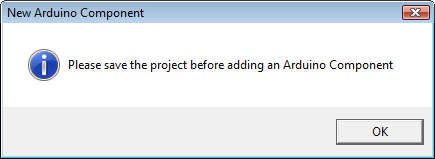 New Arduino Component
Please save the project before adding an Arduino Component
OK